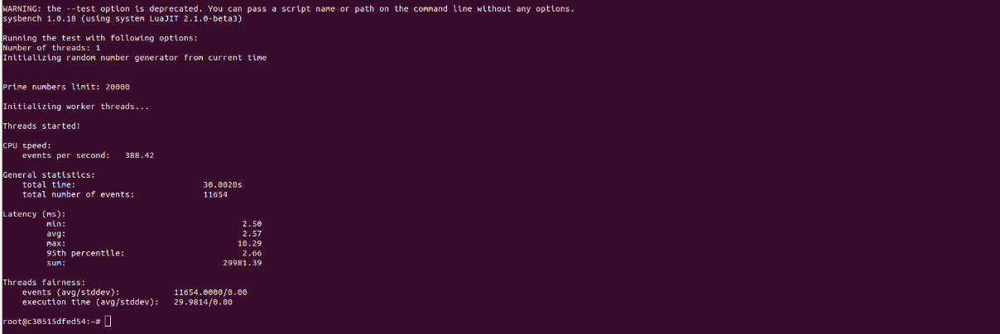 WARNING: the --test option is deprecated. You can pass a script name or path on the command line without any options.
sysbench 1.0.18 (using system LuaJIT 2.1.0-beta3)
Running the test with following options:
Number of threads: 1
Initializing random number generator from current time
Prime numbers limit: 20000
Initializing worker threads...
Threads started!
CPU speed:
events per second: 388.42
General statistics:
total time: 30.0020s
total number of events: 11654
Latency (ms):
min: 2.50
avg: 2.57
max: 10.29
95th percentile: 2.66
sum: 29981.39
Threads fairness:
events (avg/stddev): 11654.0000/0.00
execution time (avg/stddev): 29.9814/0.00
root@c30515dfed54:~#